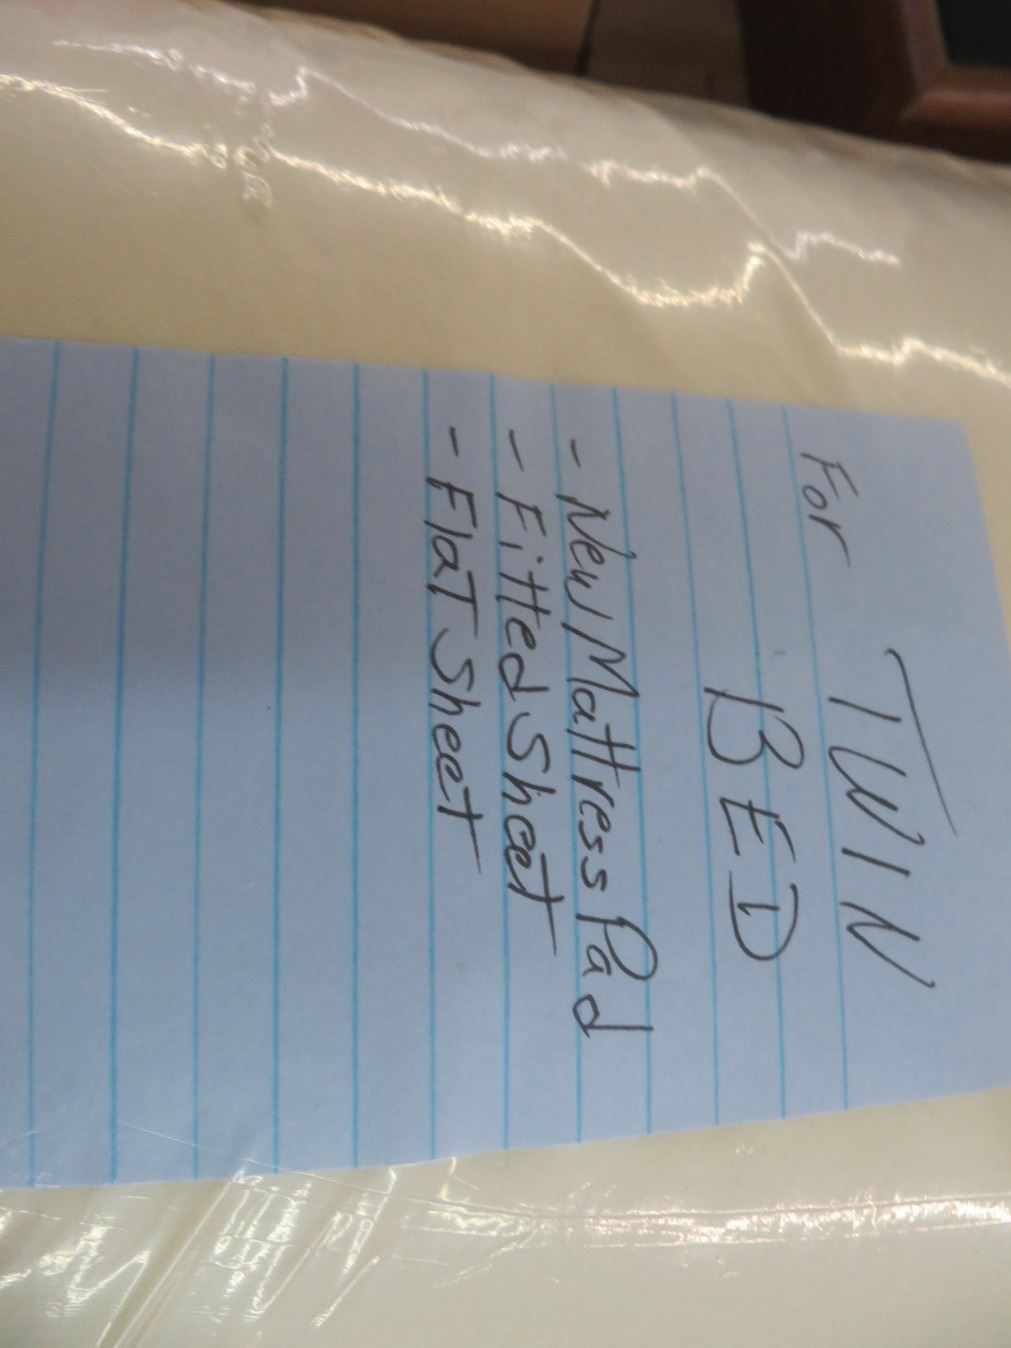 For TWIN
BED
- New Mattress Pad
- Fitted Sheet
- FlaT Sheet